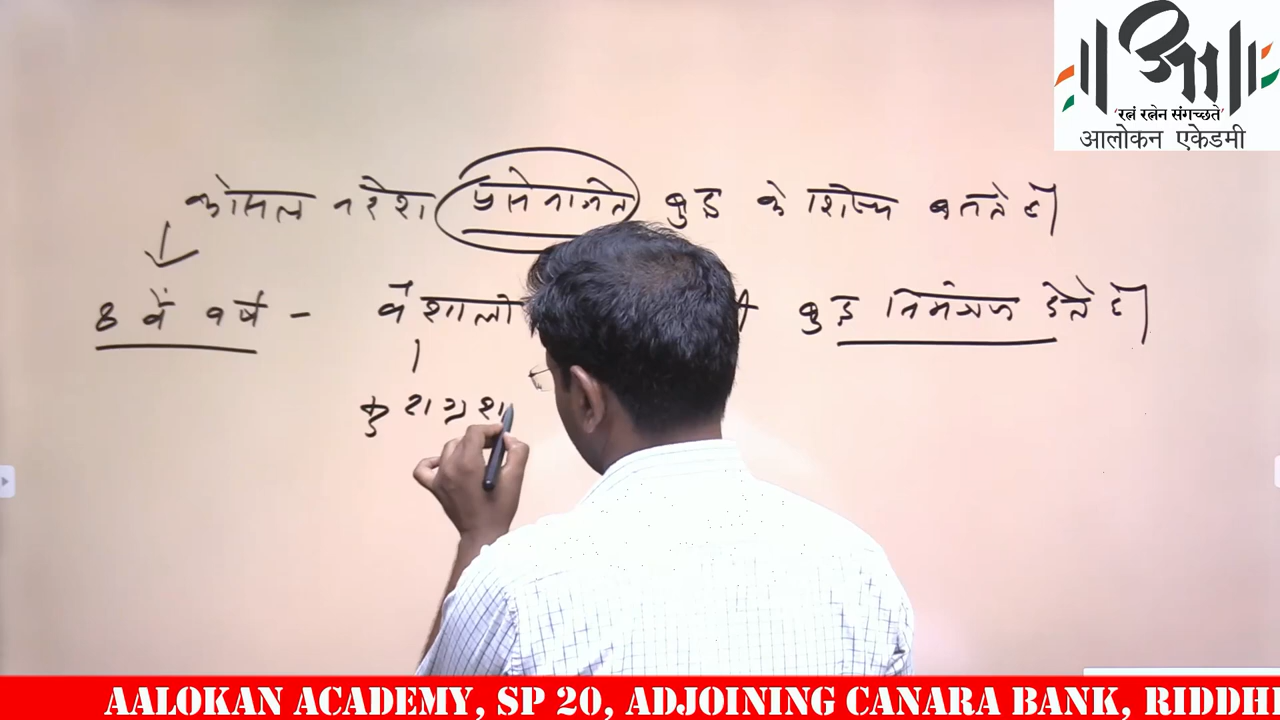 'रत्नं रत्नेन संगच्छते'
आलोकन एकेडमी
कोसल नरेश प्रसेनजित बुद्ध के शिष्य बनते हैं।
8 वें वर्ष - वैशाली बुद्ध निमंत्रण देते हैं।
AALOKAN ACADEMY, SP 20, ADJOINING CANARA BANK, RIDDHI